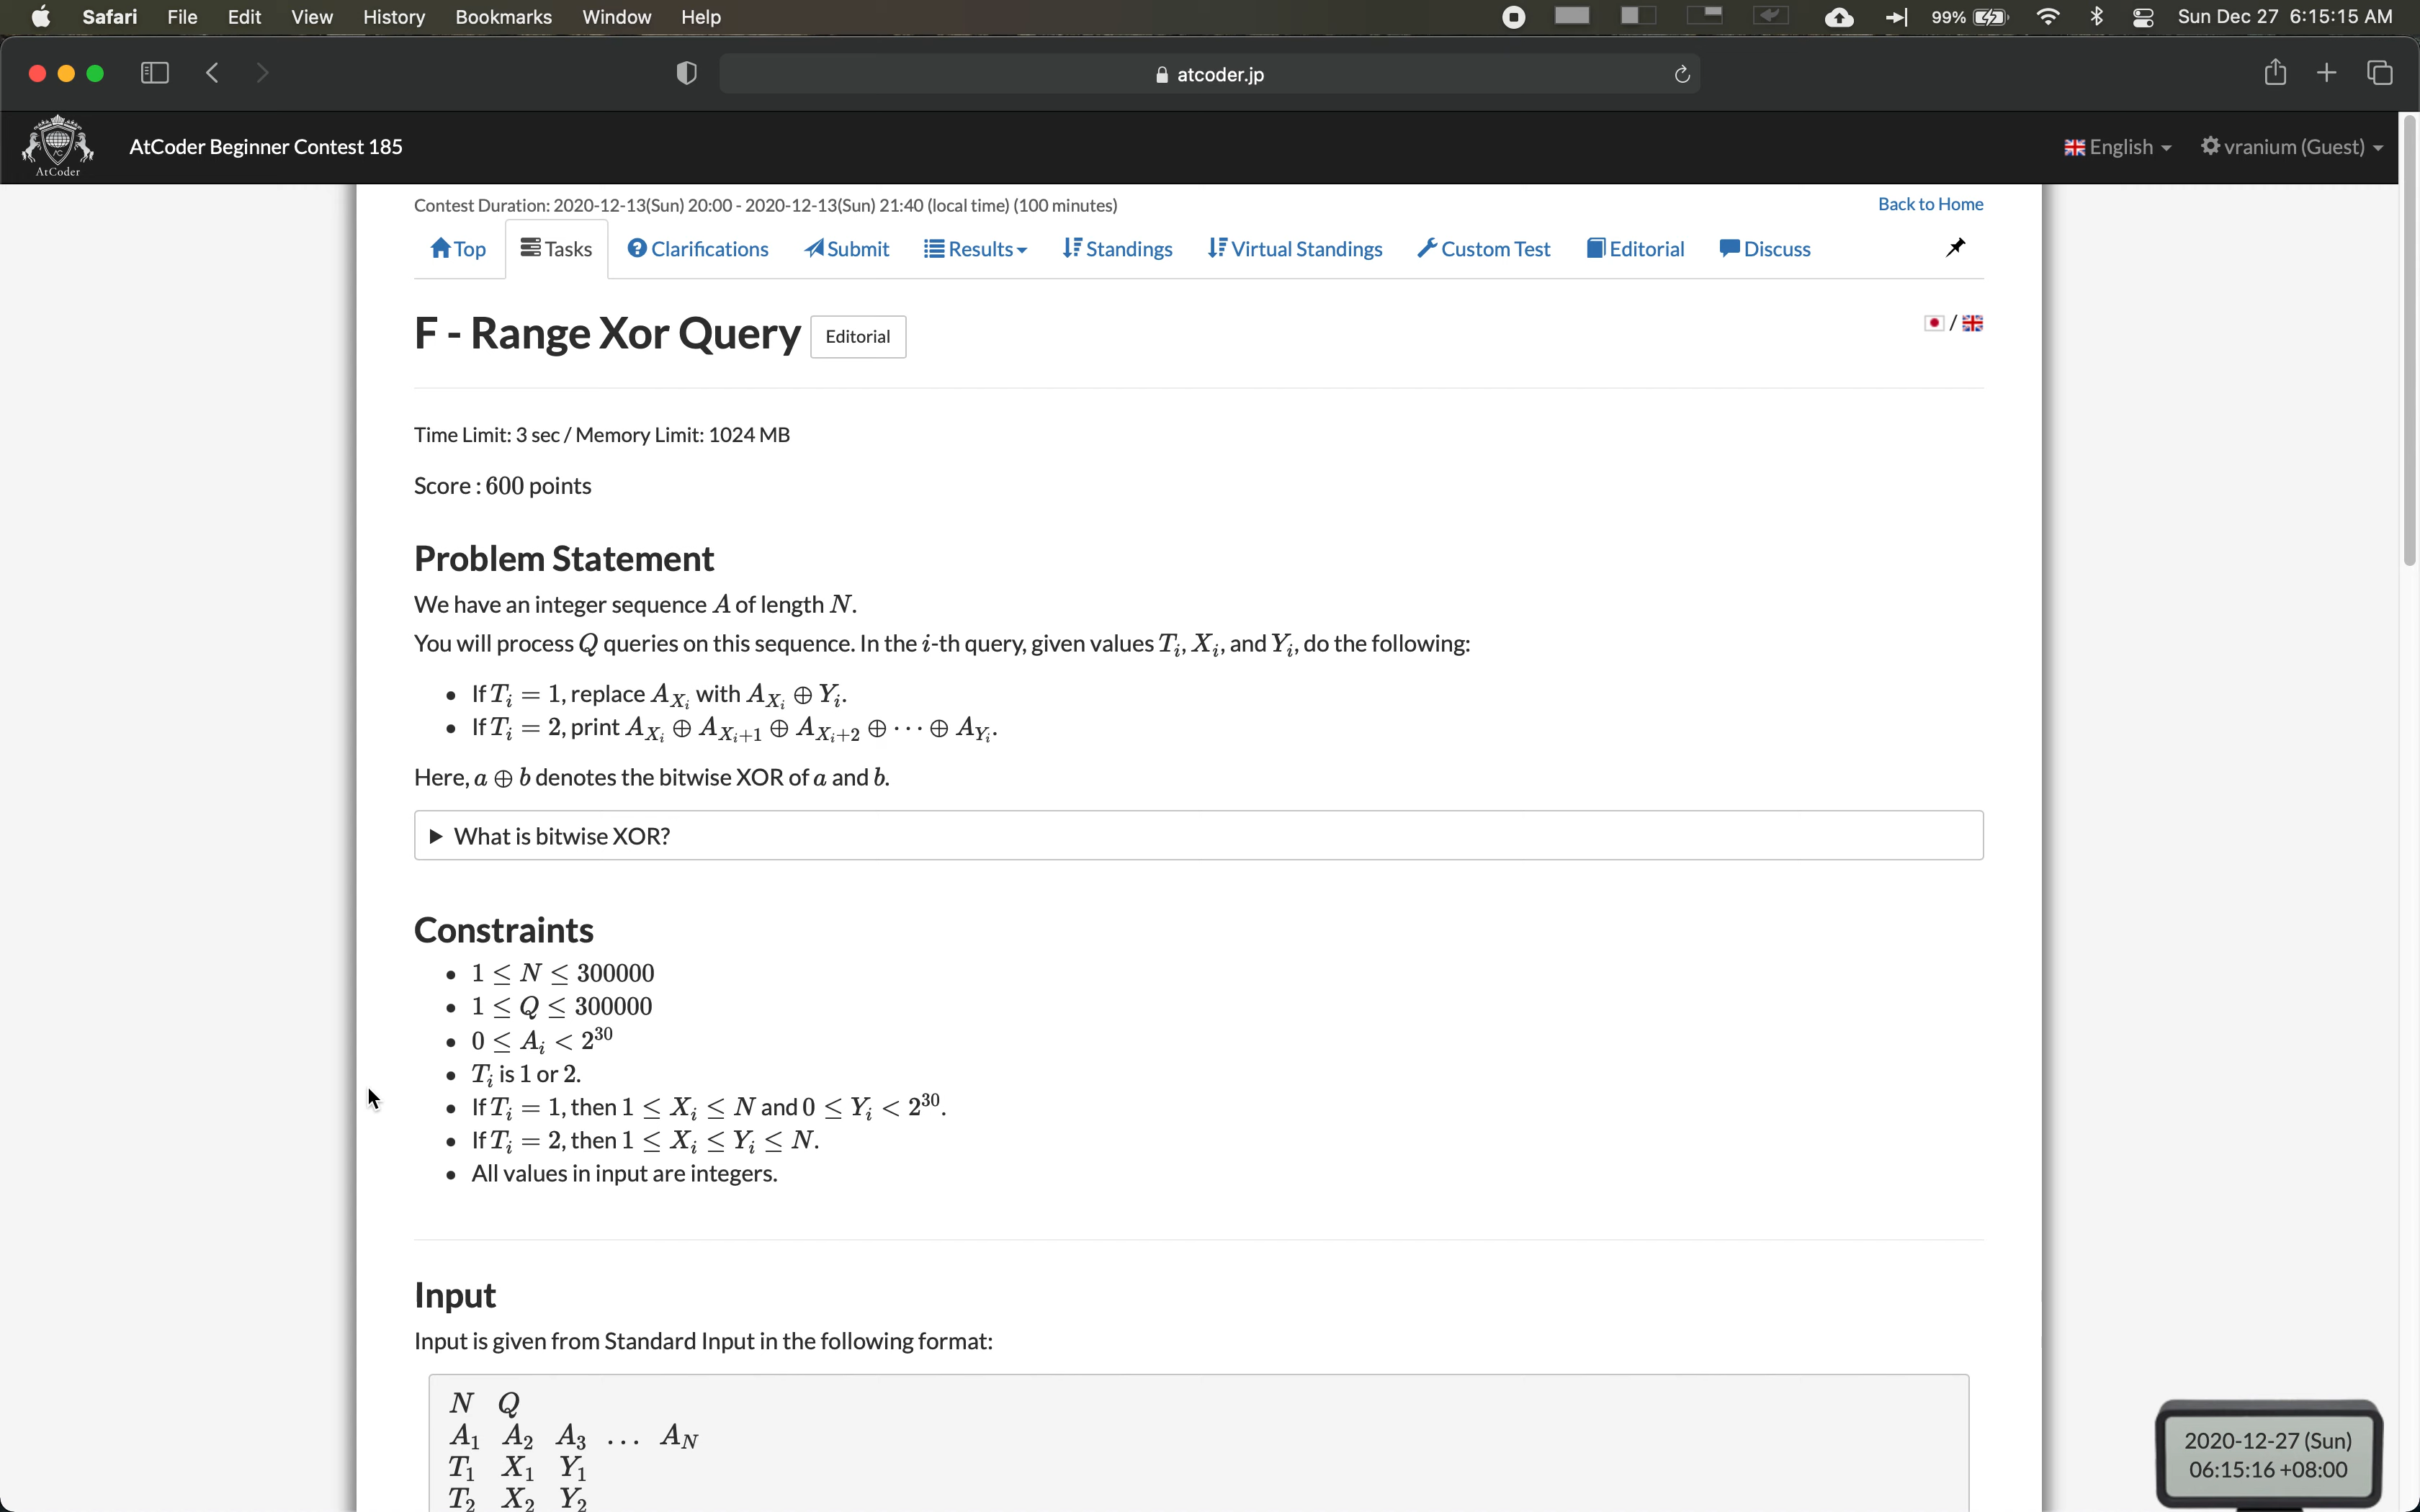 Safari File Edit View History Bookmarks Window Help 99% Sun Dec 27 6:15:15 AM
atcoder.jp
AtCoder AtCoder Beginner Contest 185 English vranium (Guest)
Contest Duration: 2020-12-13(Sun) 20:00 - 2020-12-13(Sun) 21:40 (local time) (100 minutes) Back to Home
Top Tasks Clarifications Submit Results Standings Virtual Standings Custom Test Editorial Discuss
F - Range Xor Query Editorial /
Time Limit: 3 sec / Memory Limit: 1024 MB
Score : 600 points
Problem Statement
We have an integer sequence A of length N.
You will process Q queries on this sequence. In the i-th query, given values T_i, X_i, and Y_i, do the following:
• If T_i = 1, replace A_{X_i} with A_{X_i} ⊕ Y_i.
• If T_i = 2, print A_{X_i} ⊕ A_{X_i+1} ⊕ A_{X_i+2} ⊕ ⋯ ⊕ A_{Y_i}.
Here, a ⊕ b denotes the bitwise XOR of a and b.
▶ What is bitwise XOR?
Constraints
• 1 ≤ N ≤ 300000
• 1 ≤ Q ≤ 300000
• 0 ≤ A_i < 2^{30}
• T_i is 1 or 2.
• If T_i = 1, then 1 ≤ X_i ≤ N and 0 ≤ Y_i < 2^{30}.
• If T_i = 2, then 1 ≤ X_i ≤ Y_i ≤ N.
• All values in input are integers.
Input
Input is given from Standard Input in the following format:
N Q
A_1 A_2 A_3 … A_N
T_1 X_1 Y_1
T_2 X_2 Y_2
2020-12-27 (Sun)
06:15:16 +08:00